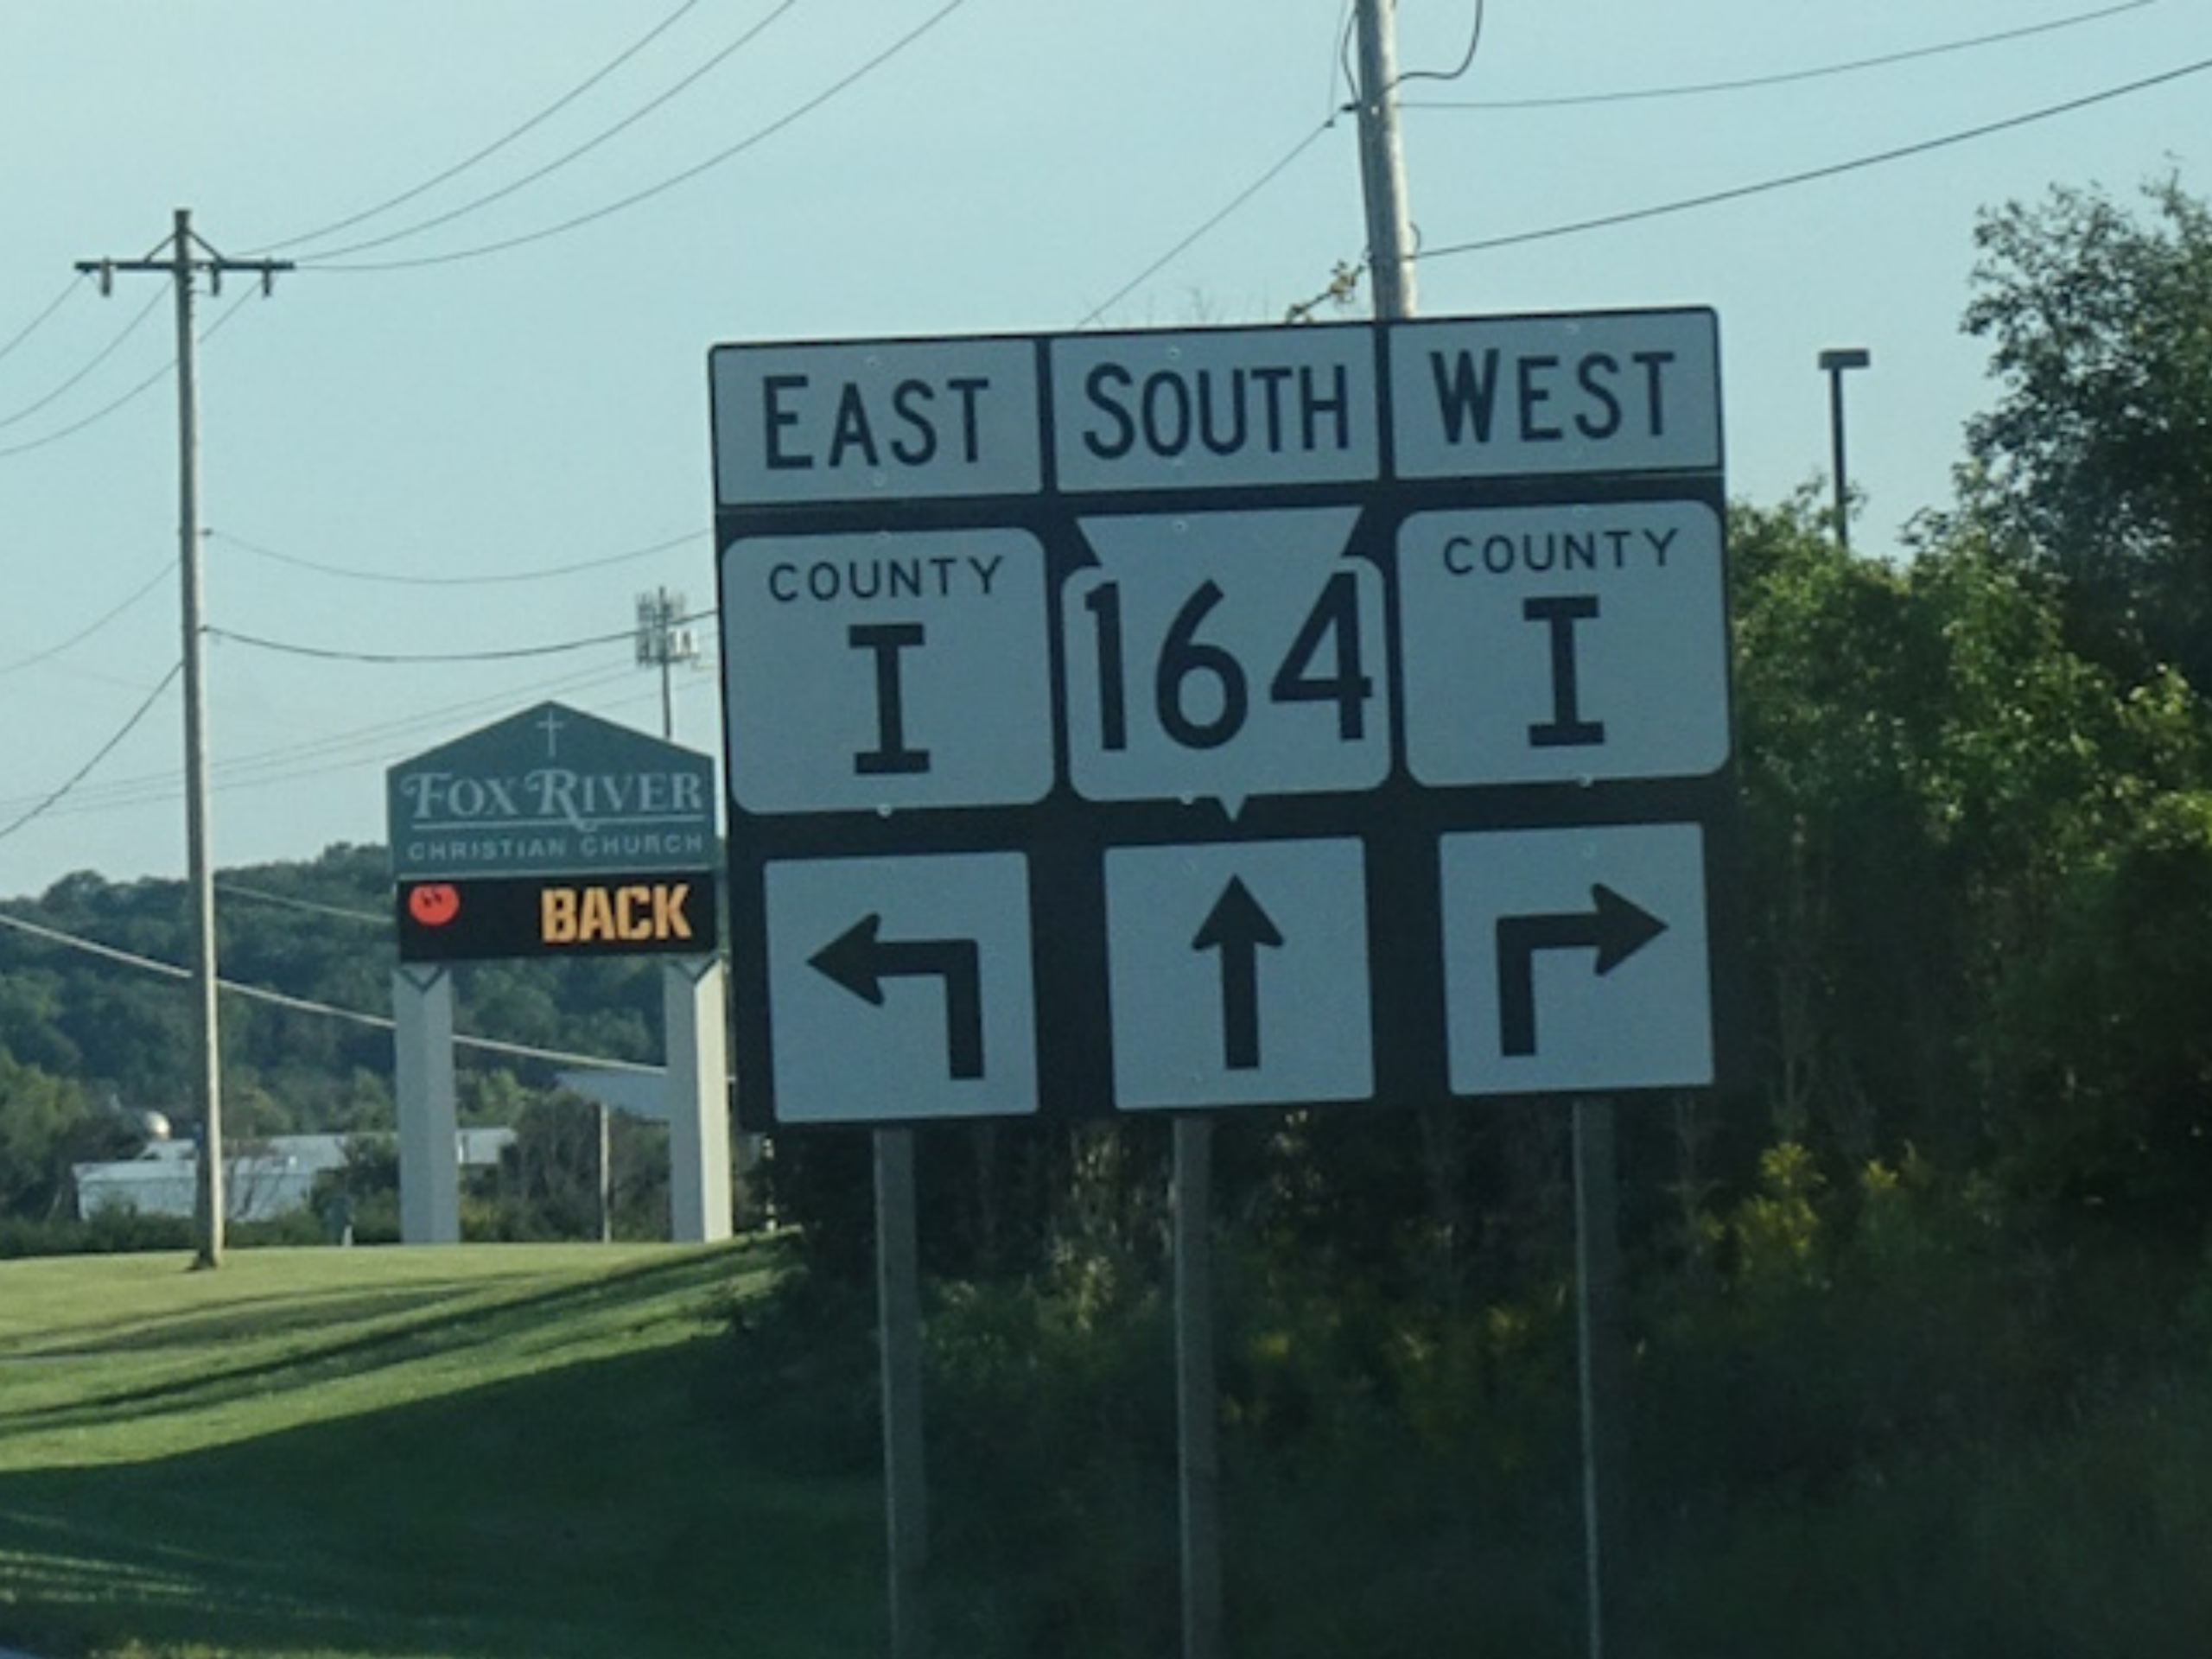 EAST SOUTH WEST
COUNTY COUNTY
I 164 I
FOX RIVER
CHRISTIAN CHURCH
BACK